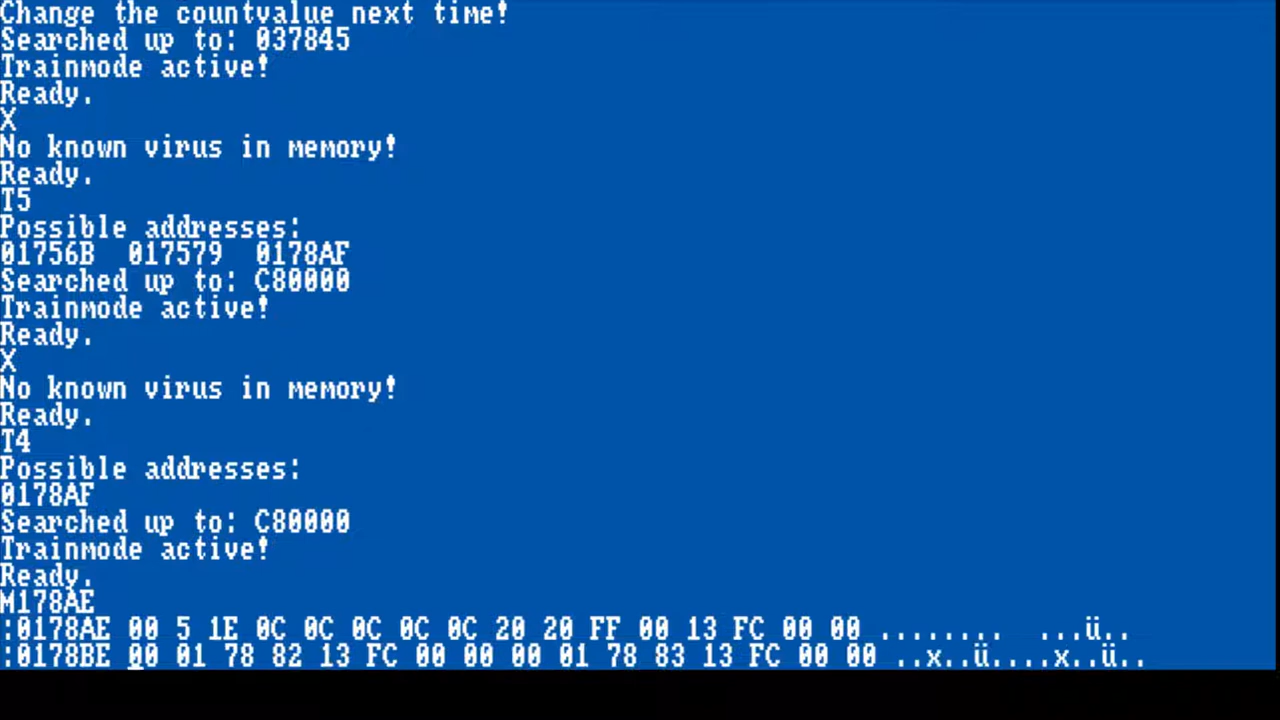 Change the countvalue next time!
Searched up to: 037845
Trainmode active!
Ready.
X
No known virus in memory!
Ready.
T5
Possible addresses:
01756B  017579  0178AF
Searched up to: C80000
Trainmode active!
Ready.
X
No known virus in memory!
Ready.
T4
Possible addresses:
0178AF
Searched up to: C80000
Trainmode active!
Ready.
M178AE
:0178AE 00 5 1E 0C 0C 0C 0C 0C 20 20 FF 00 13 FC 00 00 ........  ...ü..
:0178BE 00 01 78 82 13 FC 00 00 00 01 78 83 13 FC 00 00 ..x..ü....x..ü..